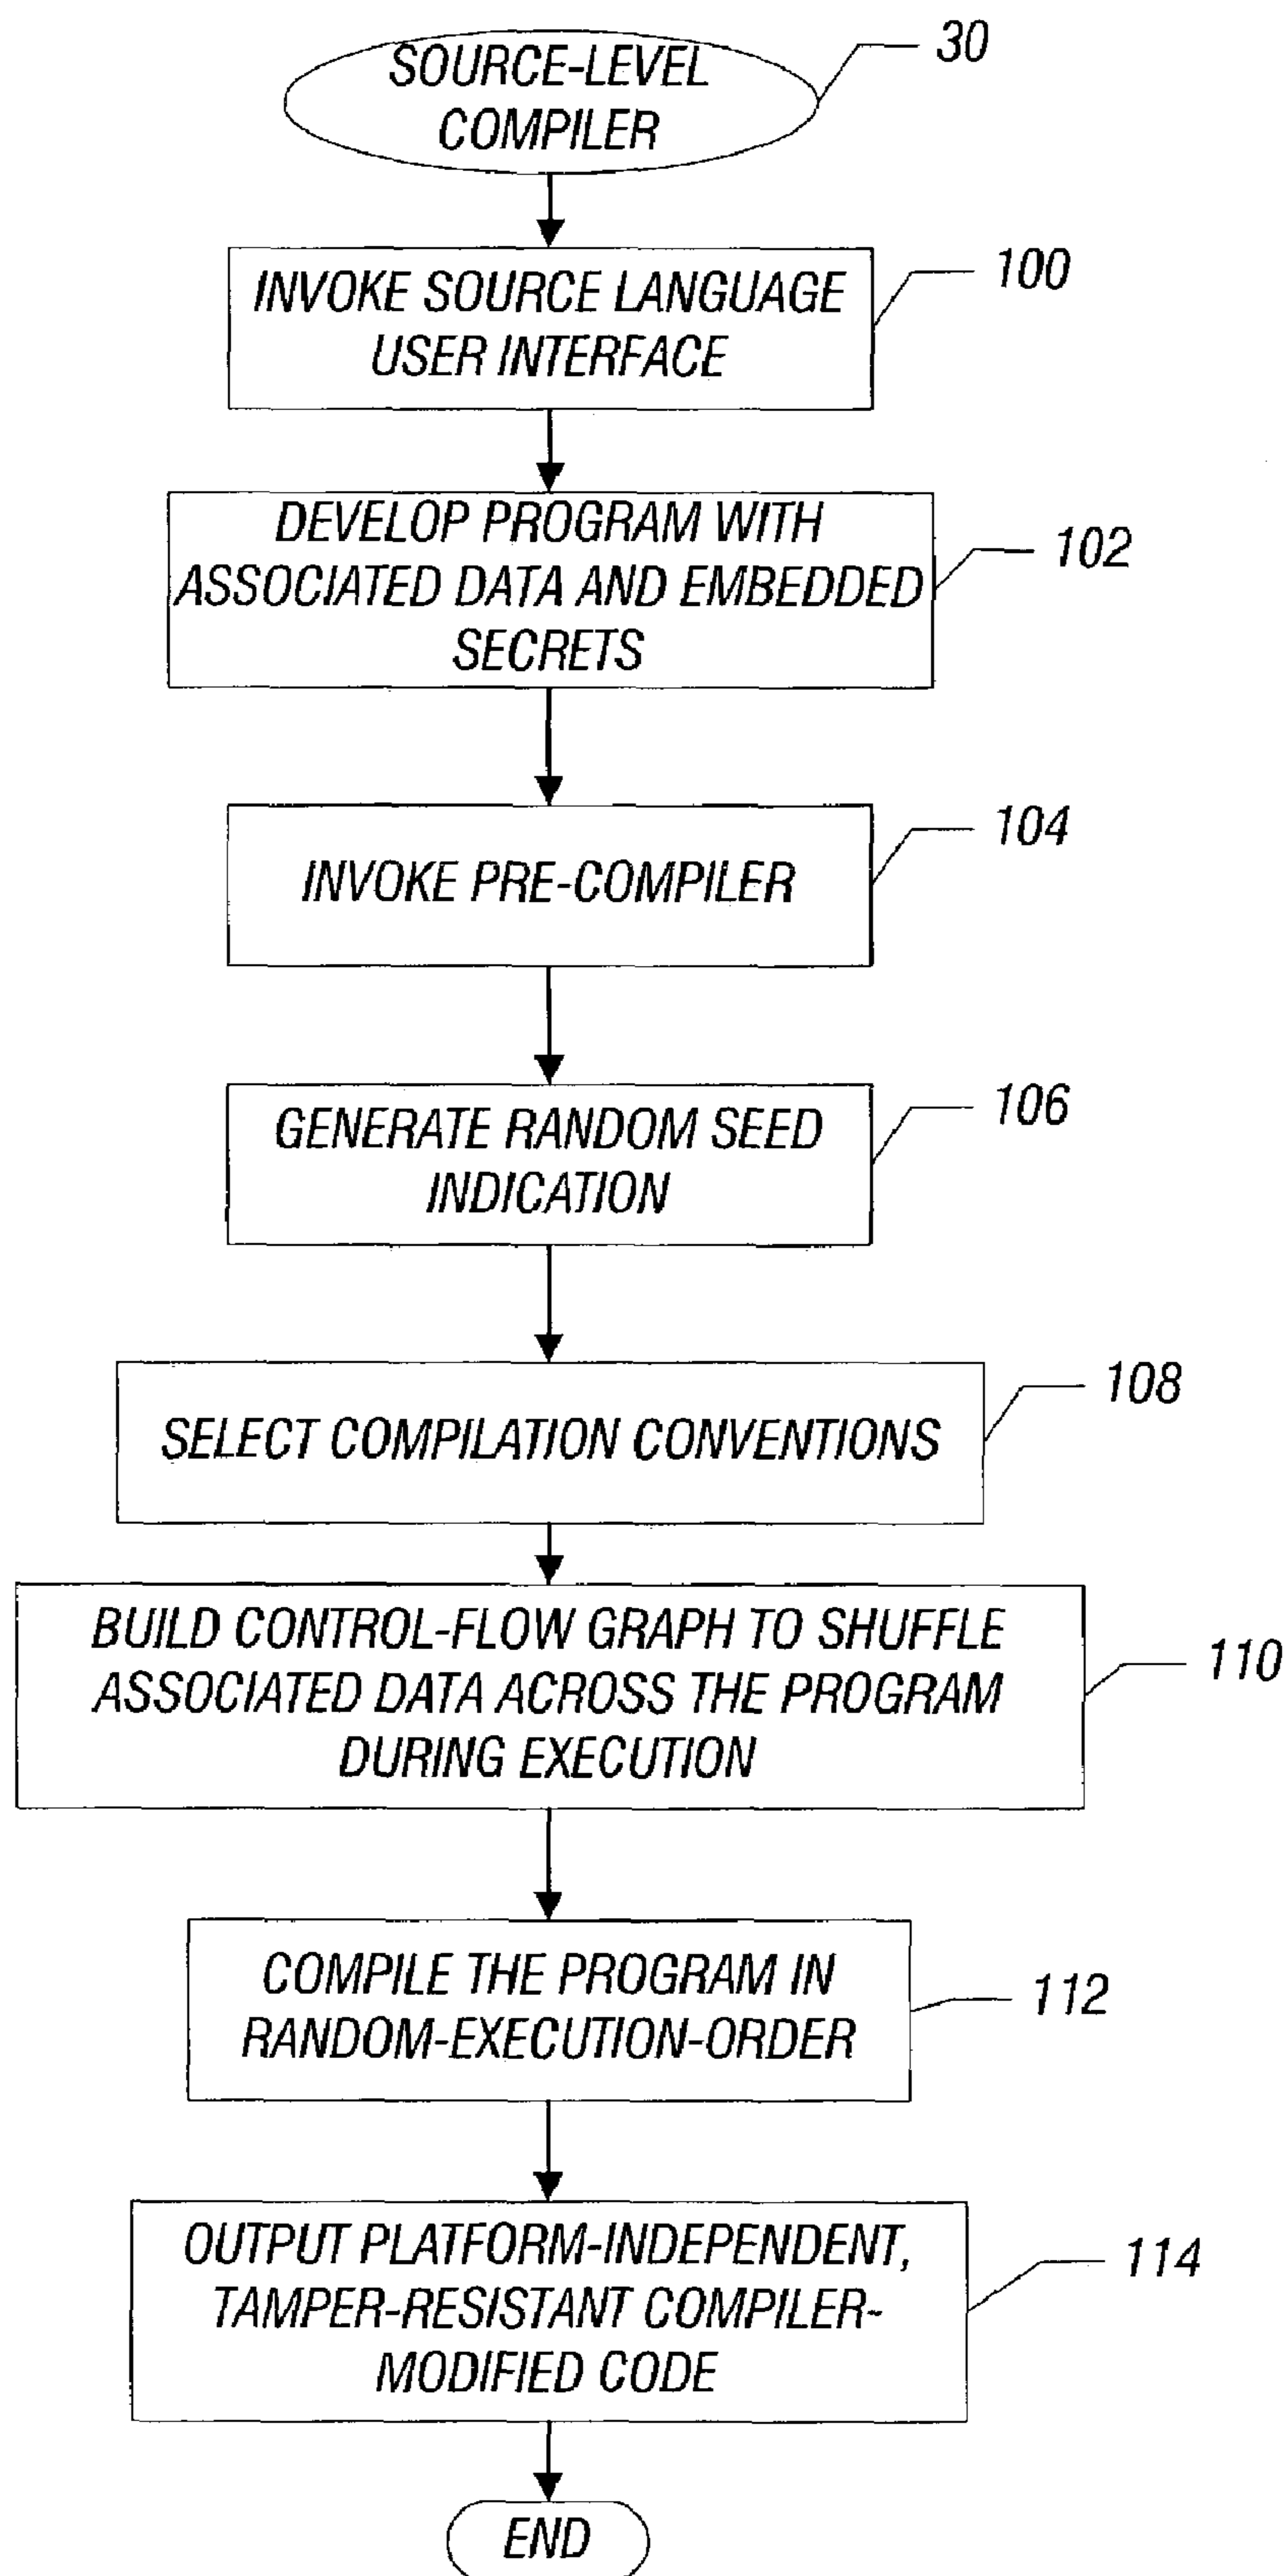 SOURCE-LEVEL
COMPILER
30
INVOKE SOURCE LANGUAGE
USER INTERFACE
100
DEVELOP PROGRAM WITH
ASSOCIATED DATA AND EMBEDDED
SECRETS
102
INVOKE PRE-COMPILER
104
GENERATE RANDOM SEED
INDICATION
106
SELECT COMPILATION CONVENTIONS
108
BUILD CONTROL-FLOW GRAPH TO SHUFFLE
ASSOCIATED DATA ACROSS THE PROGRAM
DURING EXECUTION
110
COMPILE THE PROGRAM IN
RANDOM-EXECUTION-ORDER
112
OUTPUT PLATFORM-INDEPENDENT,
TAMPER-RESISTANT COMPILER-
MODIFIED CODE
114
END